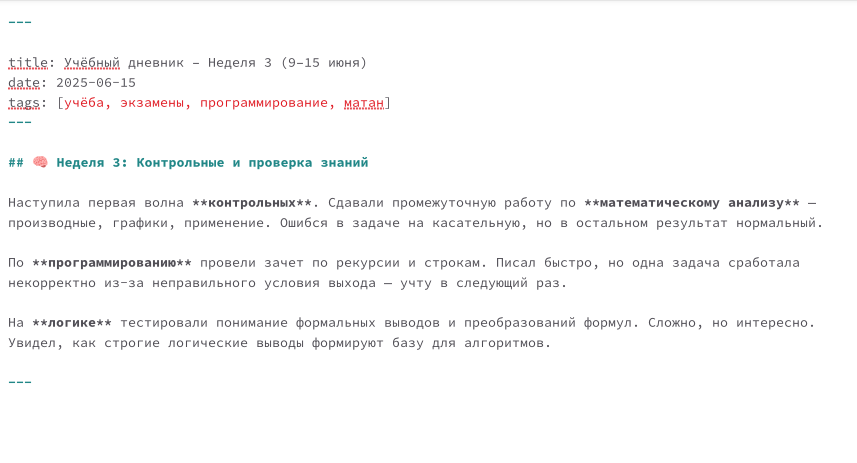 ---
title: Учёбный дневник – Неделя 3 (9–15 июня)
date: 2025-06-15
tags: [учёба, экзамены, программирование, матан]
---
## 🧠 Неделя 3: Контрольные и проверка знаний
Наступила первая волна **контрольных**. Сдавали промежуточную работу по **математическому анализу** —
производные, графики, применение. Ошибся в задаче на касательную, но в остальном результат нормальный.
По **программированию** провели зачет по рекурсии и строкам. Писал быстро, но одна задача сработала
некорректно из-за неправильного условия выхода — учту в следующий раз.
На **логике** тестировали понимание формальных выводов и преобразований формул. Сложно, но интересно.
Увидел, как строгие логические выводы формируют базу для алгоритмов.
---